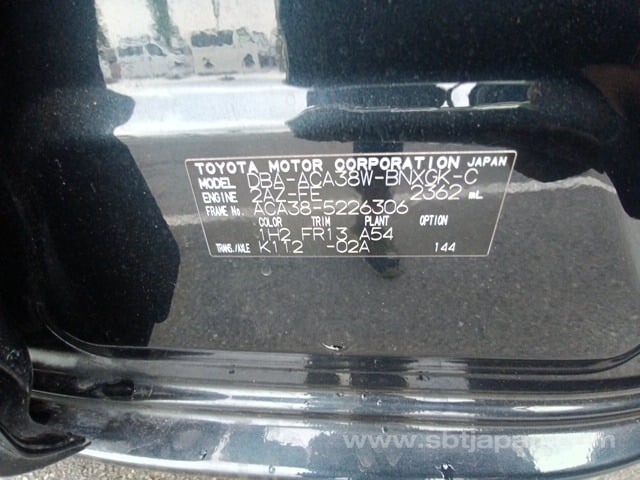 TOYOTA MOTOR CORPORATION JAPAN
MODEL DBA-ACA38W-BNXGK-C
ENGINE 2AZ-FE 2362 mL
FRAME No. ACA38-5226306
COLOR TRIM PLANT OPTION
1H2 FR13 A54
TRANS./AXLE K112 -02A 144
www.sbtjapan.com